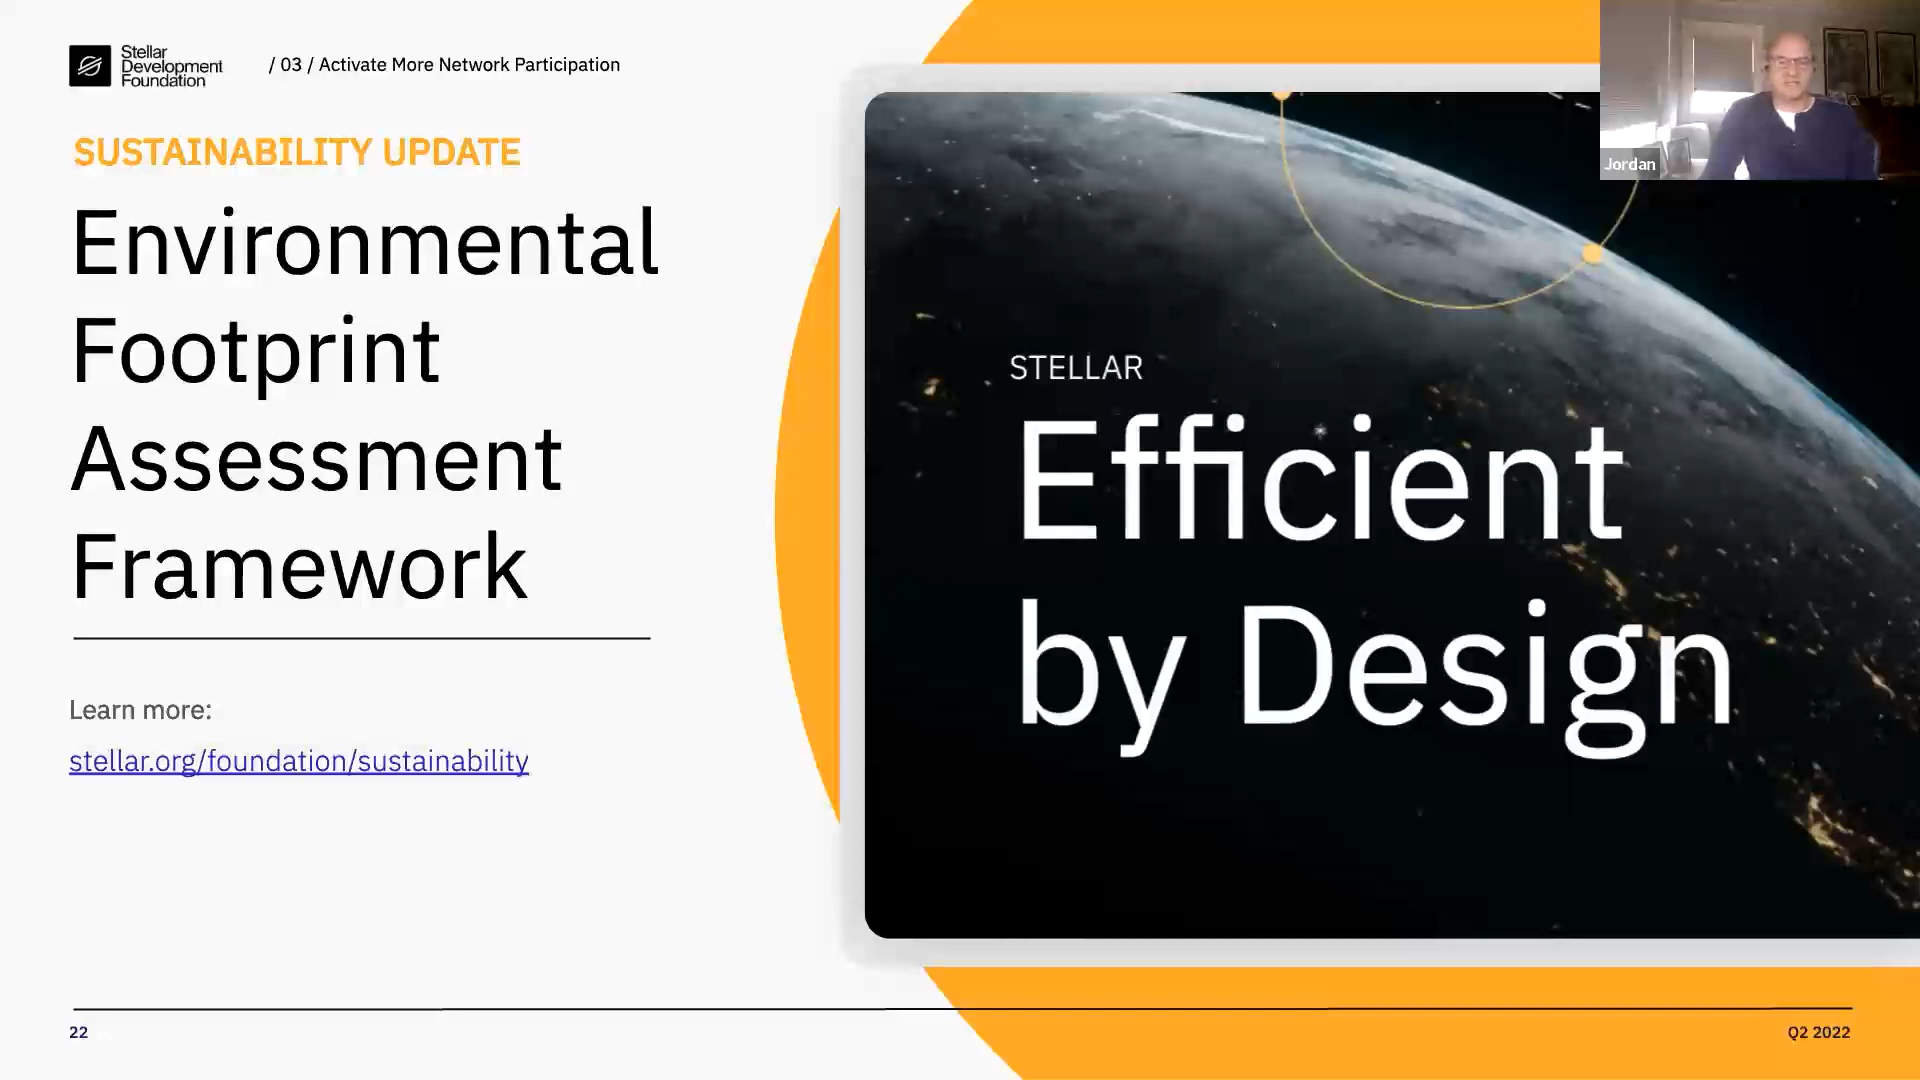 Stellar
Development
Foundation
/ 03 / Activate More Network Participation
SUSTAINABILITY UPDATE
Environmental
Footprint
Assessment
Framework
Learn more:
stellar.org/foundation/sustainability
STELLAR
Efficient
by Design
Jordan
22
Q2 2022